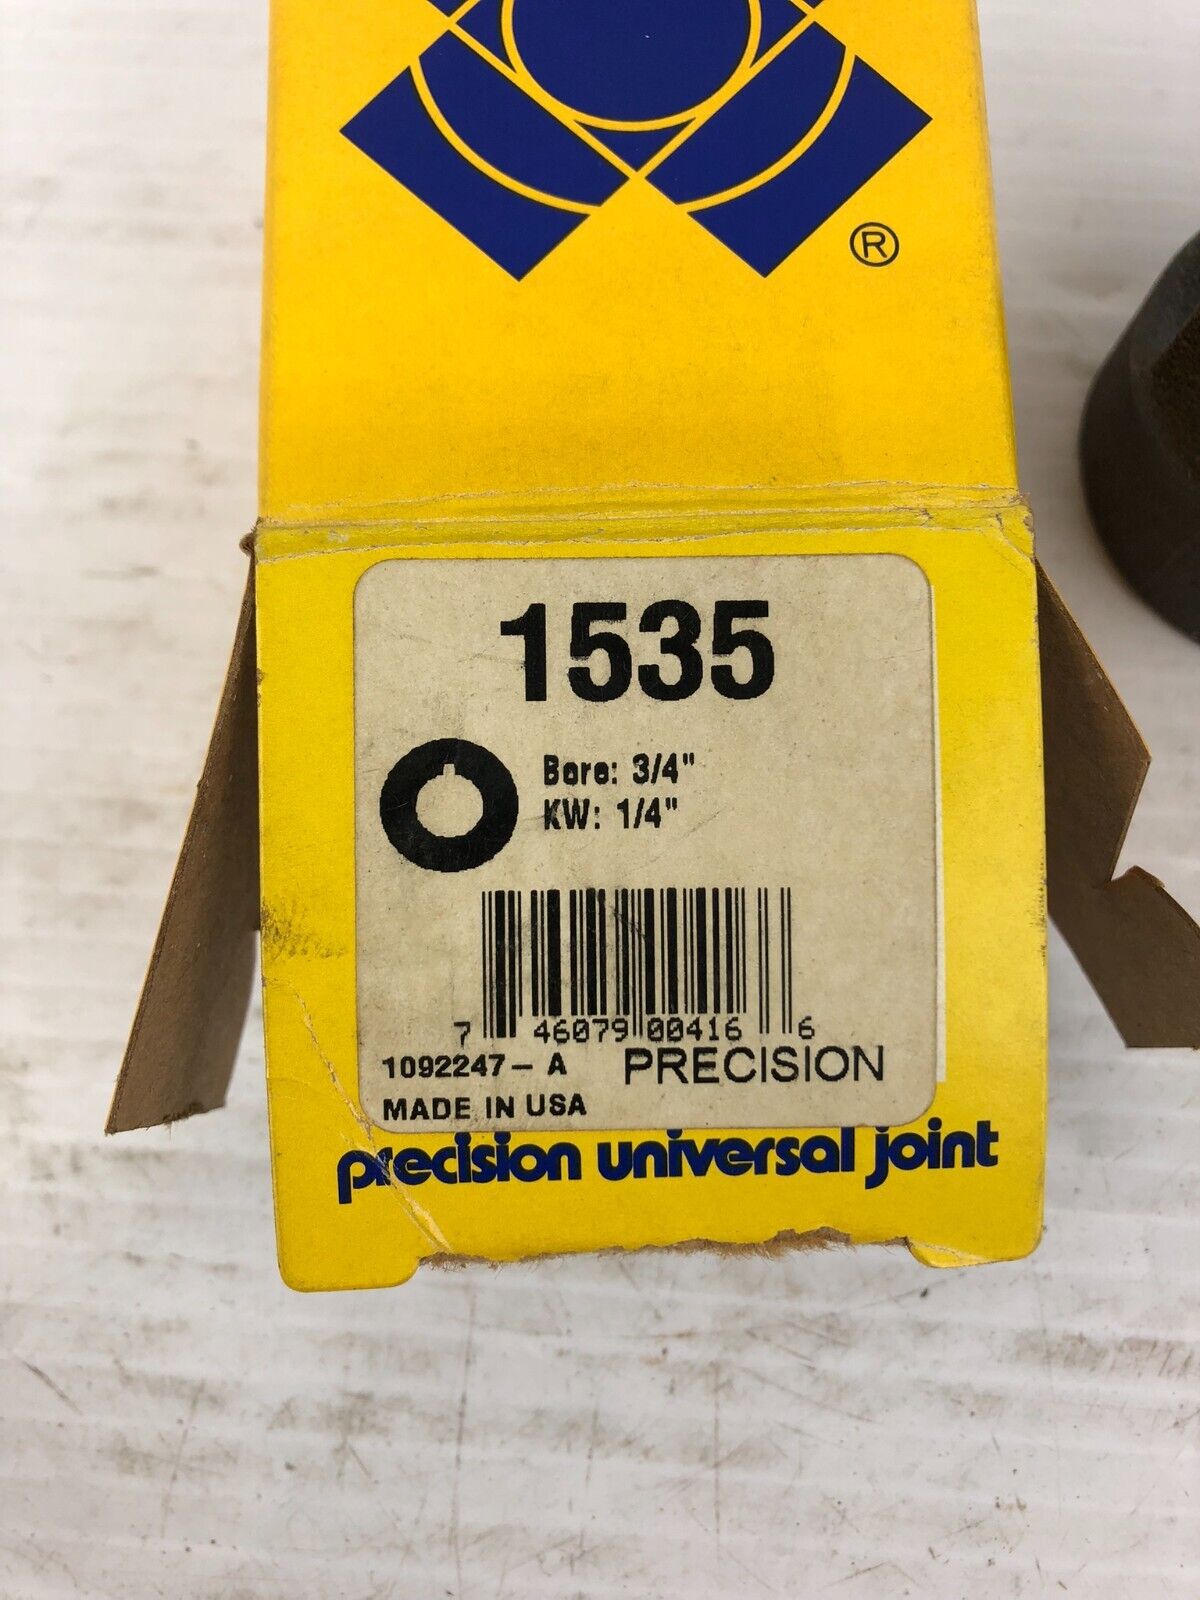 ®
1535
Bore: 3/4"
KW: 1/4"
7 46079 00416 6
1092247-A PRECISION
MADE IN USA
precision universal joint